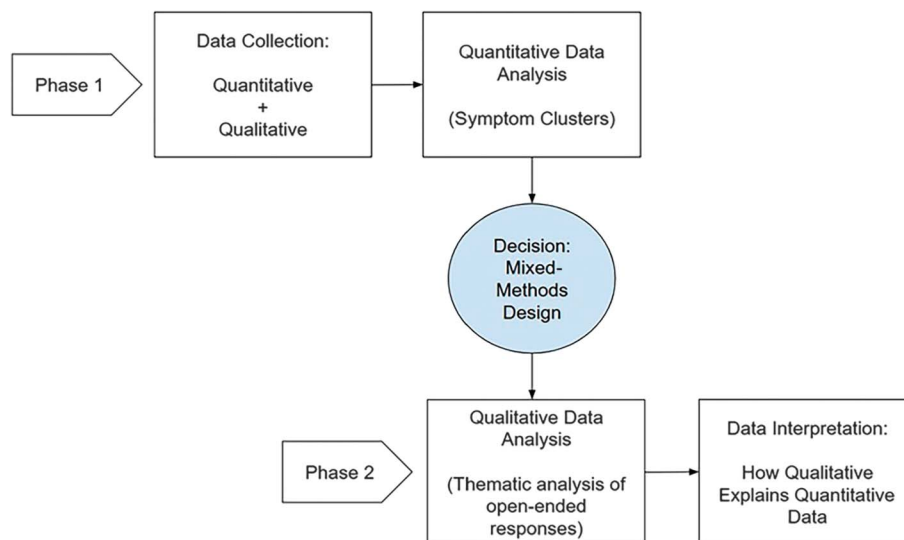 Phase 1
Data Collection:
Quantitative
+
Qualitative
Quantitative Data
Analysis
(Symptom Clusters)
Decision:
Mixed-
Methods
Design
Phase 2
Qualitative Data
Analysis
(Thematic analysis of
open-ended
responses)
Data Interpretation:
How Qualitative
Explains Quantitative
Data